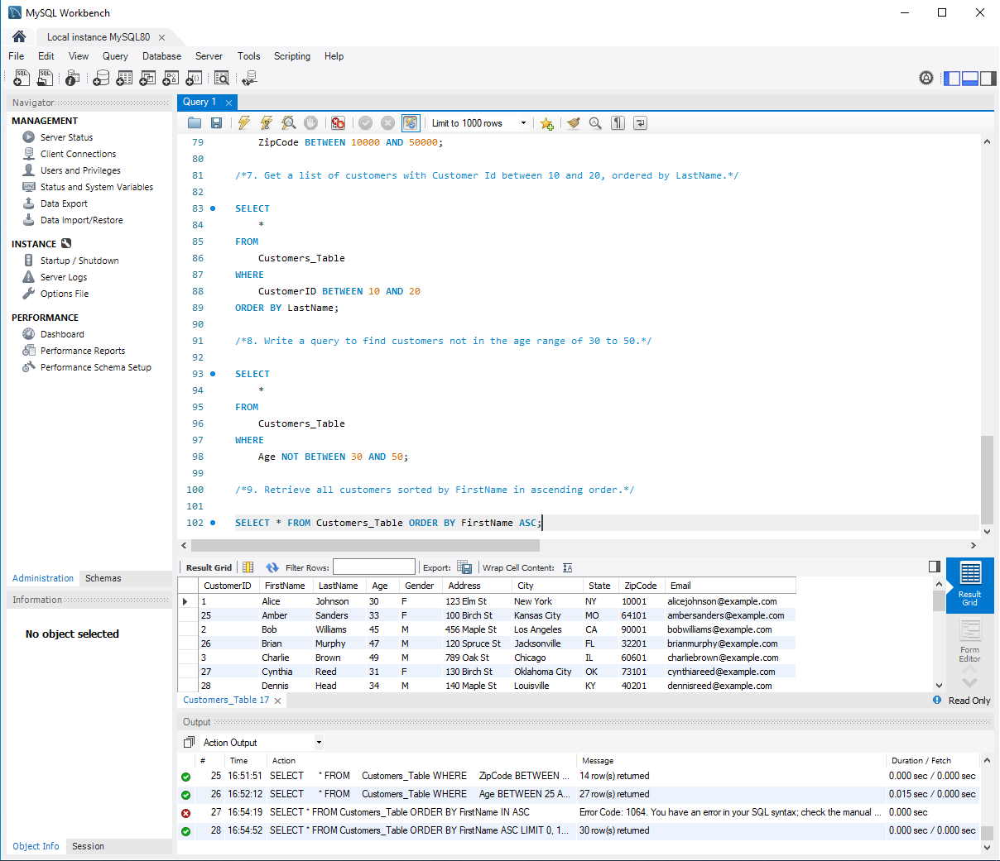 MySQL Workbench
Local instance MySQL80
File Edit View Query Database Server Tools Scripting Help
Navigator
MANAGEMENT
Server Status
Client Connections
Users and Privileges
Status and System Variables
Data Export
Data Import/Restore
INSTANCE
Startup / Shutdown
Server Logs
Options File
PERFORMANCE
Dashboard
Performance Reports
Performance Schema Setup
Administration Schemas
Information
No object selected
Object Info Session
Query 1
Limit to 1000 rows
79 ZipCode BETWEEN 10000 AND 50000;
80
81 /*7. Get a list of customers with Customer Id between 10 and 20, ordered by LastName.*/
82
83 SELECT
84 *
85 FROM
86 Customers_Table
87 WHERE
88 CustomerID BETWEEN 10 AND 20
89 ORDER BY LastName;
90
91 /*8. Write a query to find customers not in the age range of 30 to 50.*/
92
93 SELECT
94 *
95 FROM
96 Customers_Table
97 WHERE
98 Age NOT BETWEEN 30 AND 50;
99
100 /*9. Retrieve all customers sorted by FirstName in ascending order.*/
101
102 SELECT * FROM Customers_Table ORDER BY FirstName ASC;
Result Grid Filter Rows: Export: Wrap Cell Content:
CustomerID FirstName LastName Age Gender Address City State ZipCode Email
1 Alice Johnson 30 F 123 Elm St New York NY 10001 alicejohnson@example.com
25 Amber Sanders 33 F 100 Birch St Kansas City MO 64101 ambersanders@example.com
2 Bob Williams 45 M 456 Maple St Los Angeles CA 90001 bobwilliams@example.com
26 Brian Murphy 47 M 120 Spruce St Jacksonville FL 32201 brianmurphy@example.com
3 Charlie Brown 49 M 789 Oak St Chicago IL 60601 charliebrown@example.com
27 Cynthia Reed 31 F 130 Birch St Oklahoma City OK 73101 cynthiareed@example.com
28 Dennis Head 34 M 140 Maple St Louisville KY 40201 dennisreed@example.com
Result
Grid
Form
Editor
Customers_Table 17
Read Only
Output
Action Output
# Time Action Message Duration / Fetch
25 16:51:51 SELECT * FROM Customers_Table WHERE ZipCode BETWEEN ... 14 row(s) returned 0.000 sec / 0.000 sec
26 16:52:12 SELECT * FROM Customers_Table WHERE Age BETWEEN 25 A... 27 row(s) returned 0.015 sec / 0.000 sec
27 16:54:19 SELECT * FROM Customers_Table ORDER BY FirstName IN ASC Error Code: 1064. You have an error in your SQL syntax; check the manual ... 0.000 sec
28 16:54:52 SELECT * FROM Customers_Table ORDER BY FirstName ASC LIMIT 0, 1... 30 row(s) returned 0.000 sec / 0.000 sec